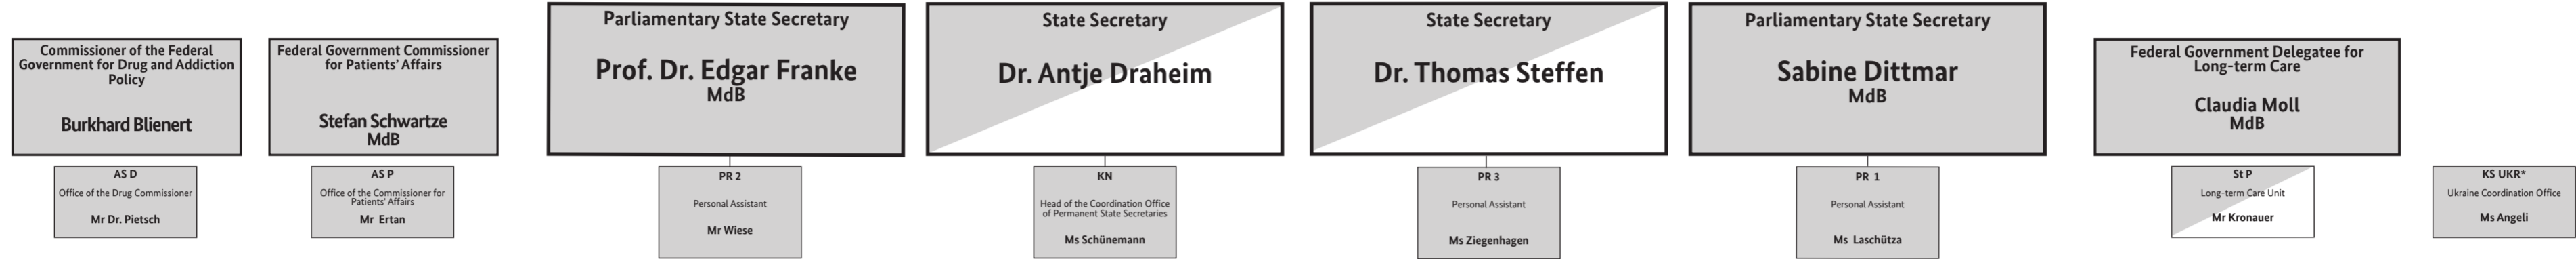 Commissioner of the Federal
Government for Drug and Addiction
Policy
Burkhard Blienert
AS D
Office of the Drug Commissioner
Mr Dr. Pietsch
Federal Government Commissioner
for Patients' Affairs
Stefan Schwartze
MdB
AS P
Office of the Commissioner for
Patients' Affairs
Mr Ertan
Parliamentary State Secretary
Prof. Dr. Edgar Franke
MdB
PR 2
Personal Assistant
Mr Wiese
State Secretary
Dr. Antje Draheim
KN
Head of the Coordination Office
of Permanent State Secretaries
Ms Schünemann
State Secretary
Dr. Thomas Steffen
PR 3
Personal Assistant
Ms Ziegenhagen
Parliamentary State Secretary
Sabine Dittmar
MdB
PR 1
Personal Assistant
Ms Laschütza
Federal Government Delegatee for
Long-term Care
Claudia Moll
MdB
St P
Long-term Care Unit
Mr Kronauer
KS UKR*
Ukraine Coordination Office
Ms Angeli